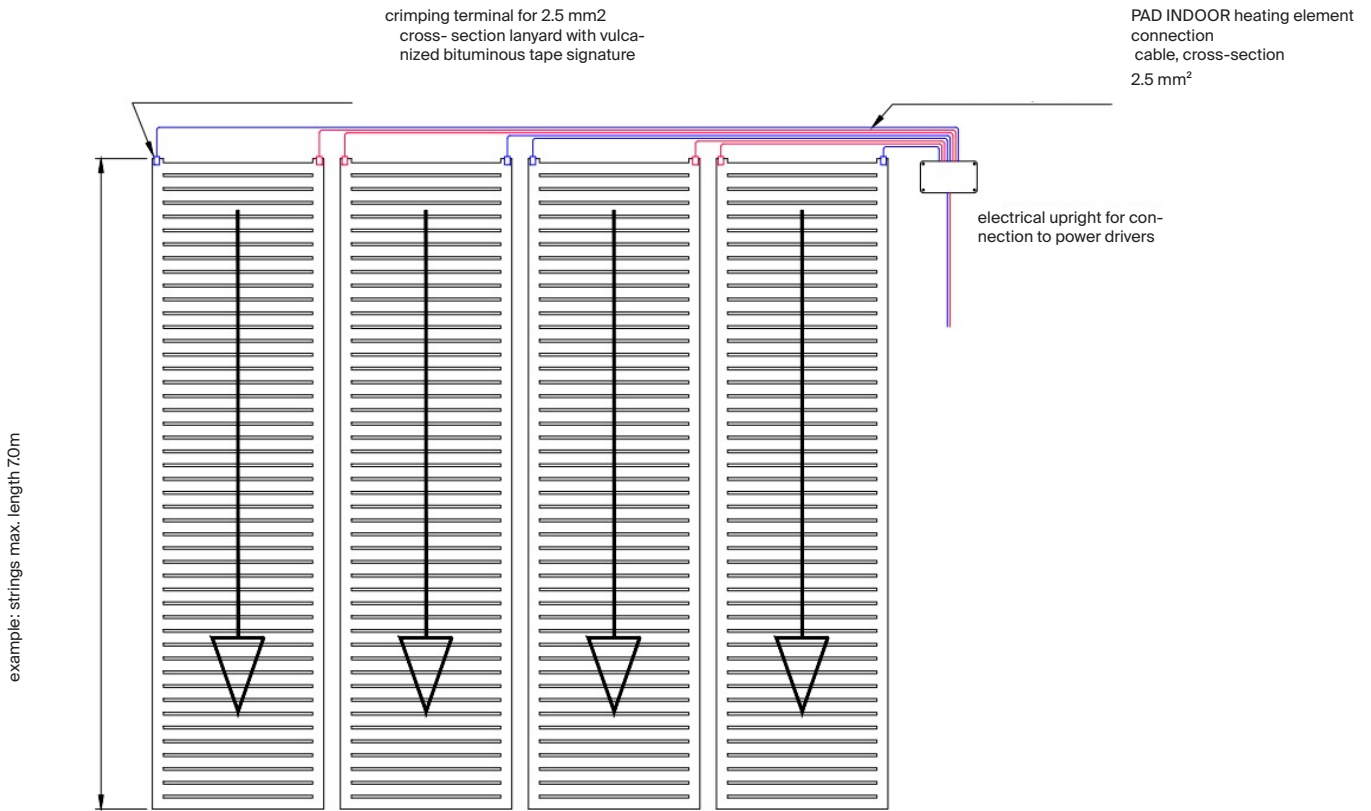 crimping terminal for 2.5 mm2
cross- section lanyard with vulca-
nized bituminous tape signature
PAD INDOOR heating element
connection
cable, cross-section
2.5 mm²
electrical upright for con-
nection to power drivers
example: strings max. length 7.0m